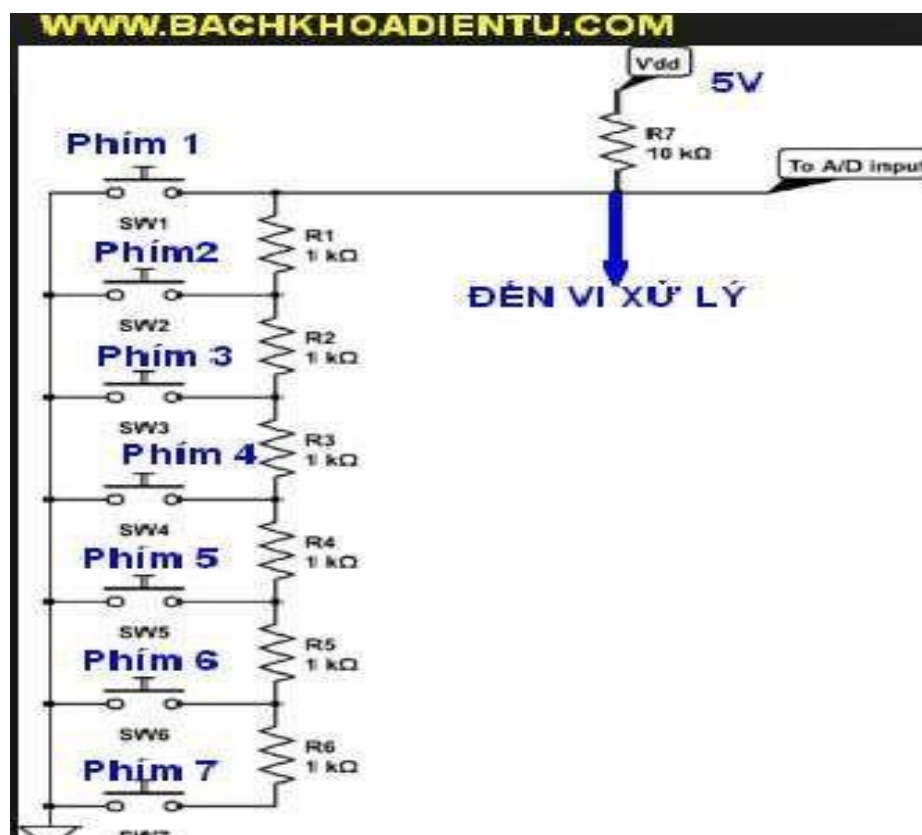 WWW.BACHKHOADIENTU.COM
Vdd
5V
R7
10 kΩ
Phím 1
To A/D input
SW1
R1
1 kΩ
Phím2
ĐẾN VI XỬ LÝ
SW2
R2
1 kΩ
Phím 3
SW3
R3
1 kΩ
Phím 4
SW4
R4
1 kΩ
Phím 5
SW5
R5
1 kΩ
Phím 6
SW6
R6
1 kΩ
Phím 7